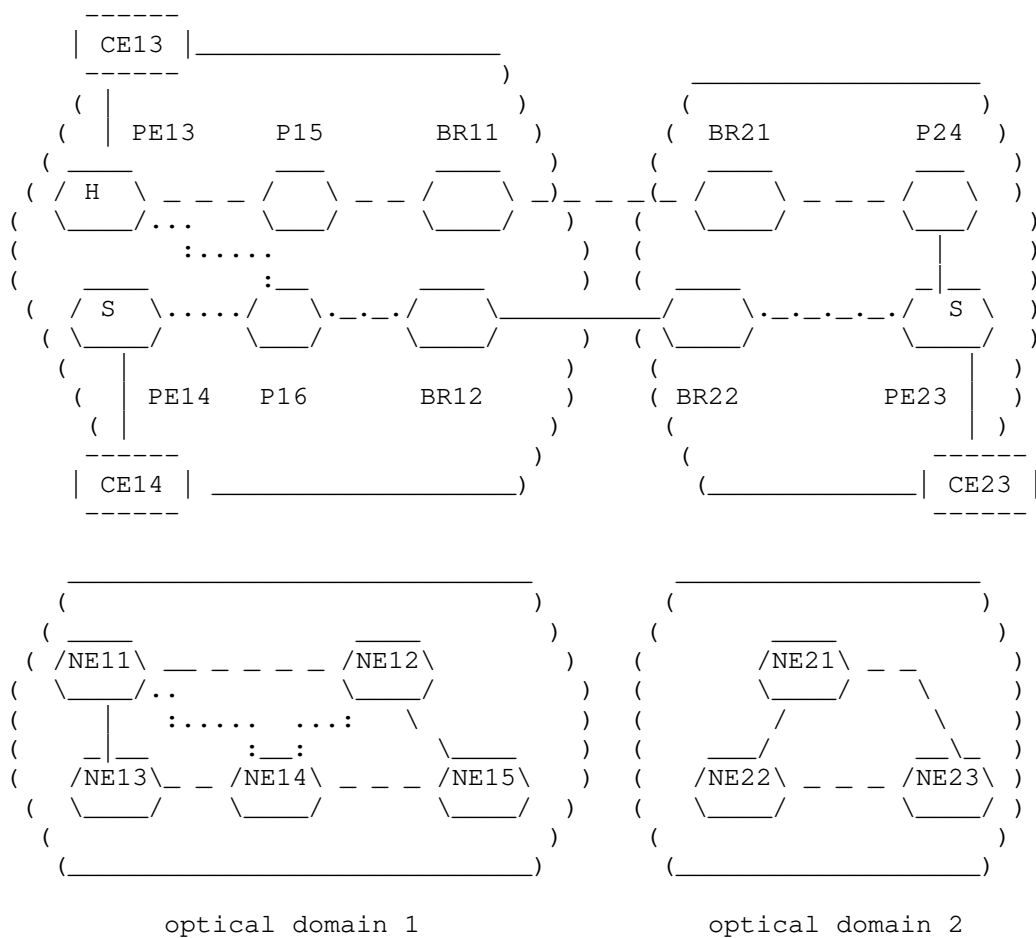 CE13
PE13 P15 BR11 BR21 P24
H
S S
PE14 P16 BR12 BR22 PE23
CE14 CE23
NE11 NE12 NE21
NE13 NE14 NE15 NE22 NE23
optical domain 1 optical domain 2